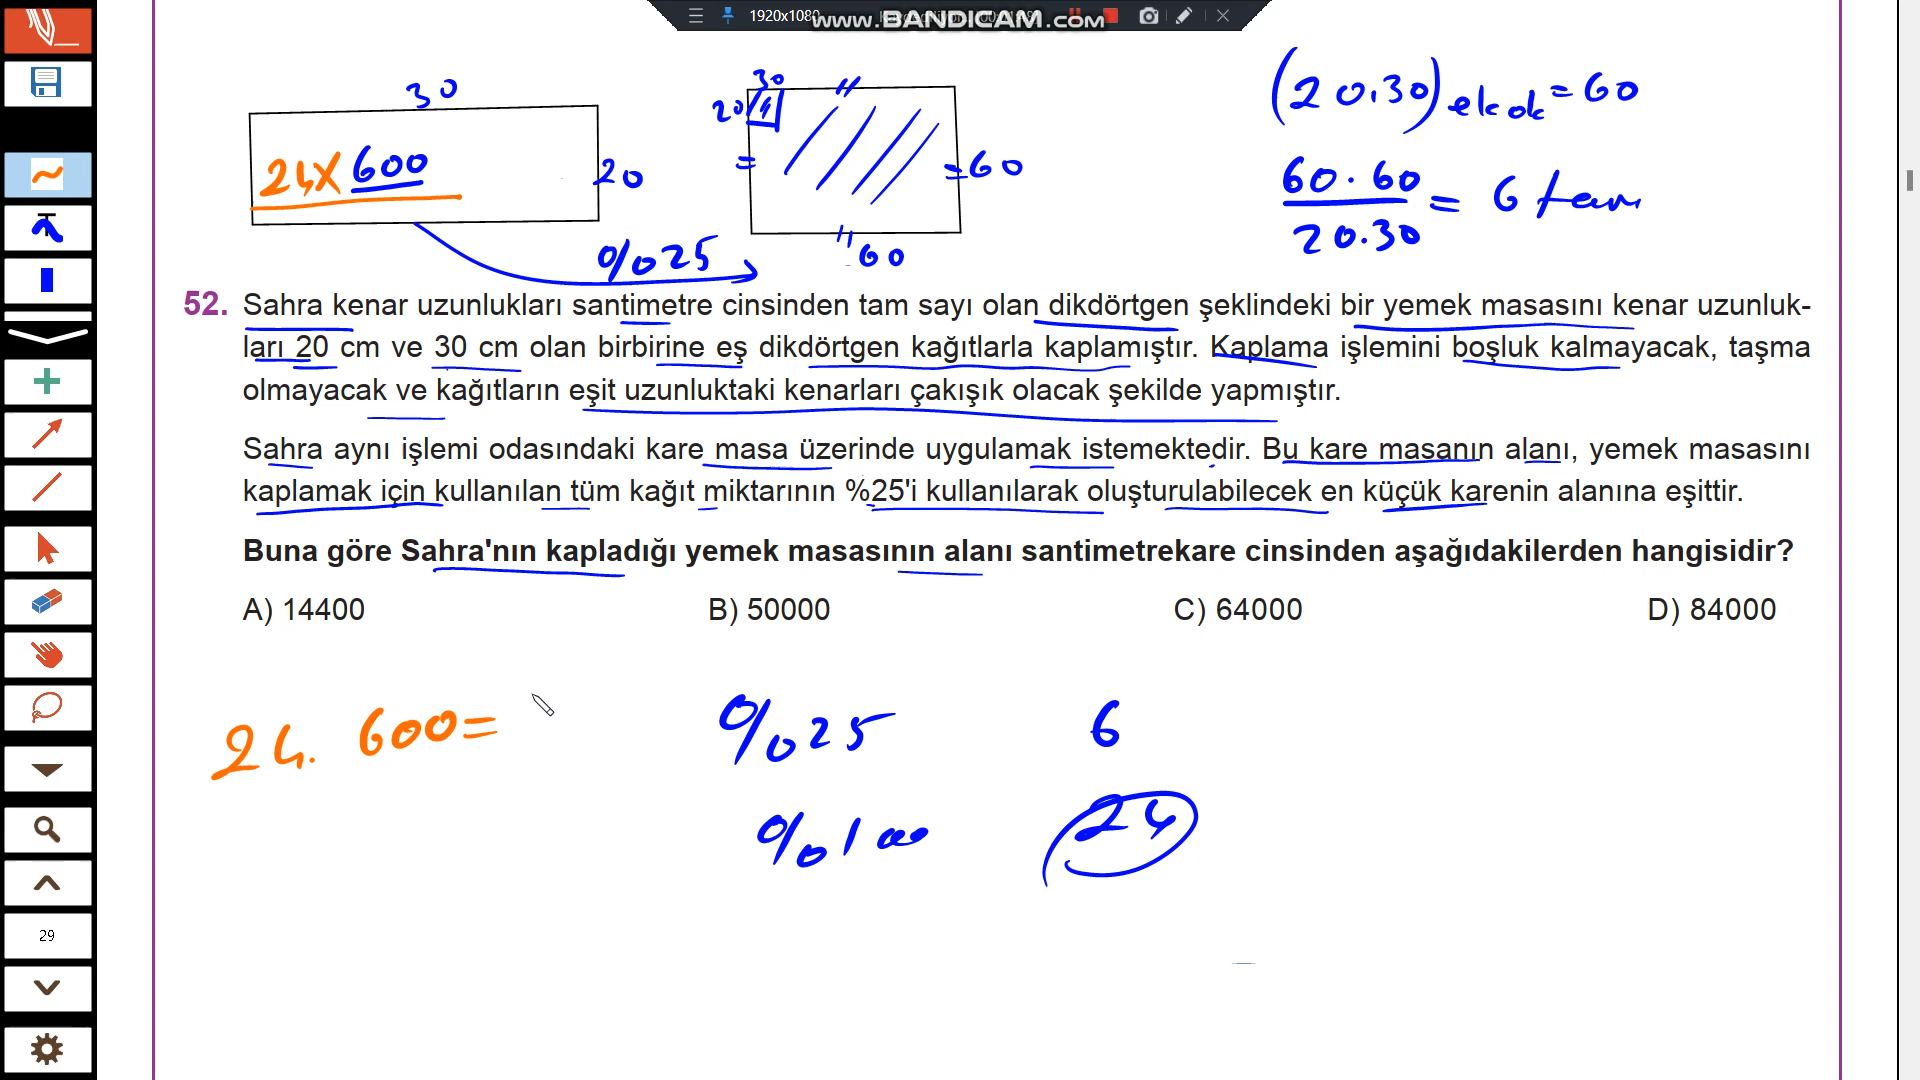 1920x1080
www.BANDICAM.com
30
24x600
20
%025
30
20
=60
60
(20,30)ekok=60
60.60
20.30
= 6 tam
52. Sahra kenar uzunlukları santimetre cinsinden tam sayı olan dikdörtgen şeklindeki bir yemek masasını kenar uzunluk-
ları 20 cm ve 30 cm olan birbirine eş dikdörtgen kağıtlarla kaplamıştır. Kaplama işlemini boşluk kalmayacak, taşma
olmayacak ve kağıtların eşit uzunluktaki kenarları çakışık olacak şekilde yapmıştır.
Sahra aynı işlemi odasındaki kare masa üzerinde uygulamak istemektedir. Bu kare masanın alanı, yemek masasını
kaplamak için kullanılan tüm kağıt miktarının %25'i kullanılarak oluşturulabilecek en küçük karenin alanına eşittir.
Buna göre Sahra'nın kapladığı yemek masasının alanı santimetrekare cinsinden aşağıdakilerden hangisidir?
A) 14400 B) 50000 C) 64000 D) 84000
24. 600=
%25 6
%100 24
29